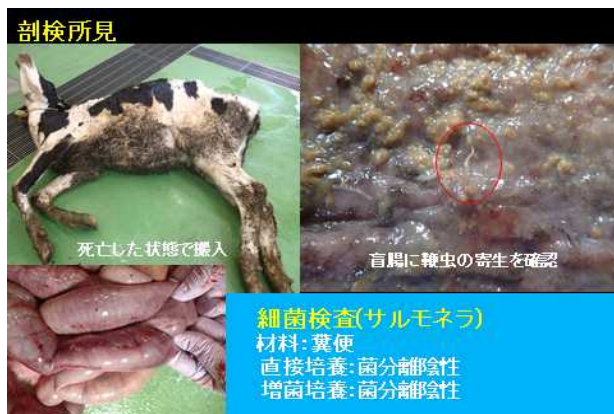 剖検所見
死亡した状態で搬入
盲腸に鞭虫の寄生を確認
細菌検査(サルモネラ)
材料:糞便
直接培養:菌分離陰性
増菌培養:菌分離陰性